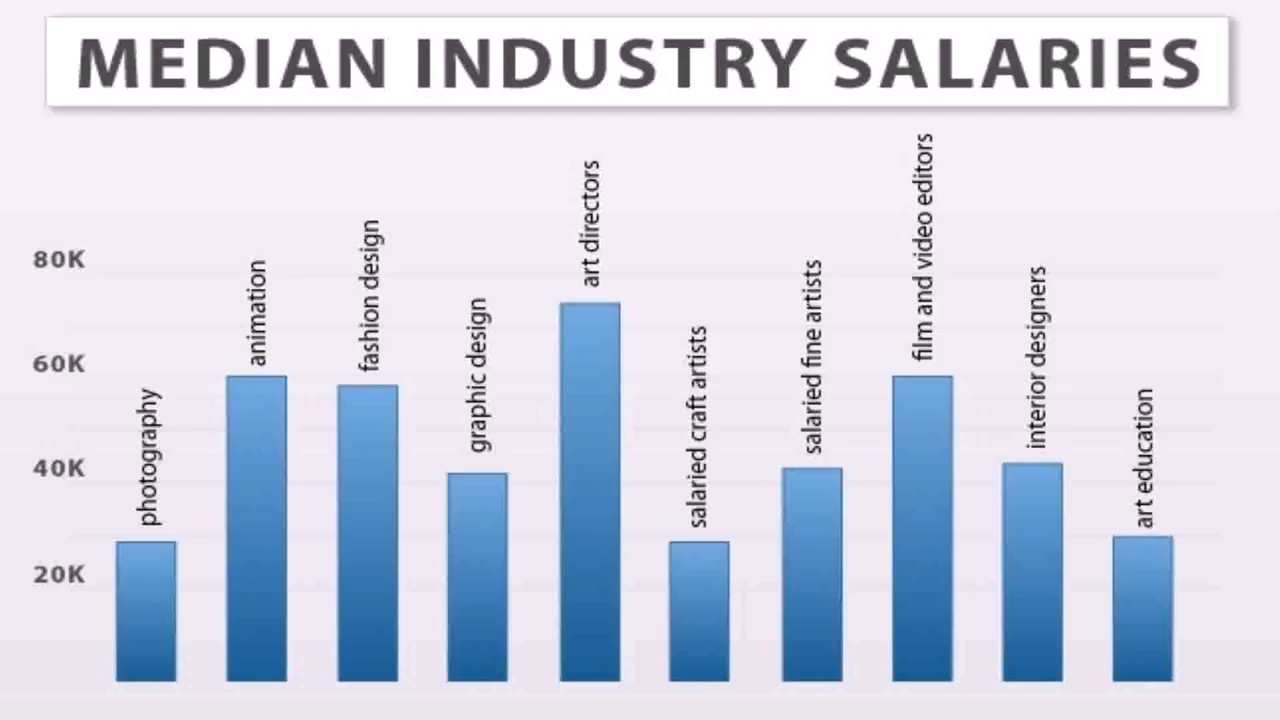 MEDIAN INDUSTRY SALARIES
80K
60K
40K
20K
photography
animation
fashion design
graphic design
art directors
salaried craft artists
salaried fine artists
film and video editors
interior designers
art education